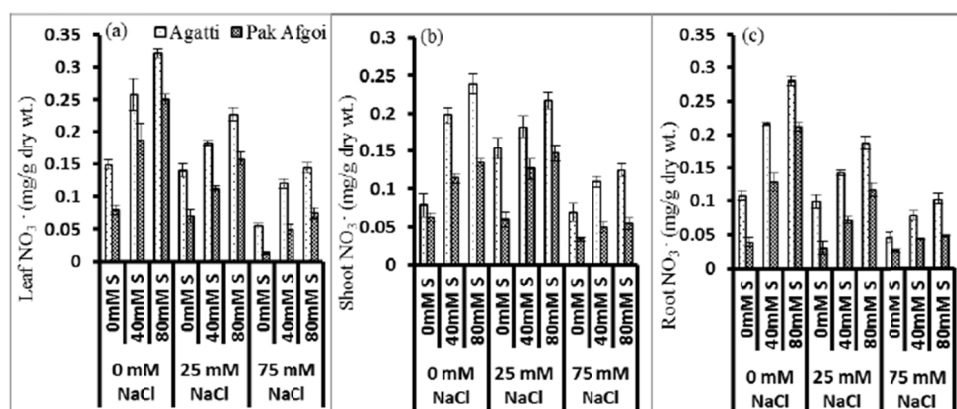 (a) Agatti Pak Afgoi
Leaf NO₃⁻ (mg/g dry wt.)
0.35
0.3
0.25
0.2
0.15
0.1
0.05
0
0mM S 40mM S 80mM S 0mM S 40mM S 80mM S 0mM S 40mM S 80mM S
0 mM 25 mM 75 mM
NaCl NaCl NaCl
(b)
Shoot NO₃⁻ (mg/g dry wt.)
0.3
0.25
0.2
0.15
0.1
0.05
0
0mM S 40mM S 80mM S 0mM S 40mM S 80mM S 0mM S 40mM S 80mM S
0 mM 25 mM 75 mM
NaCl NaCl NaCl
(c)
Root NO₃⁻ (mg/g dry wt.)
0.35
0.3
0.25
0.2
0.15
0.1
0.05
0
0mM S 40mM S 80mM S 0mM S 40mM S 80mM S 0mM S 40mM S 80mM S
0 mM 25 mM 75 mM
NaCl NaCl NaCl